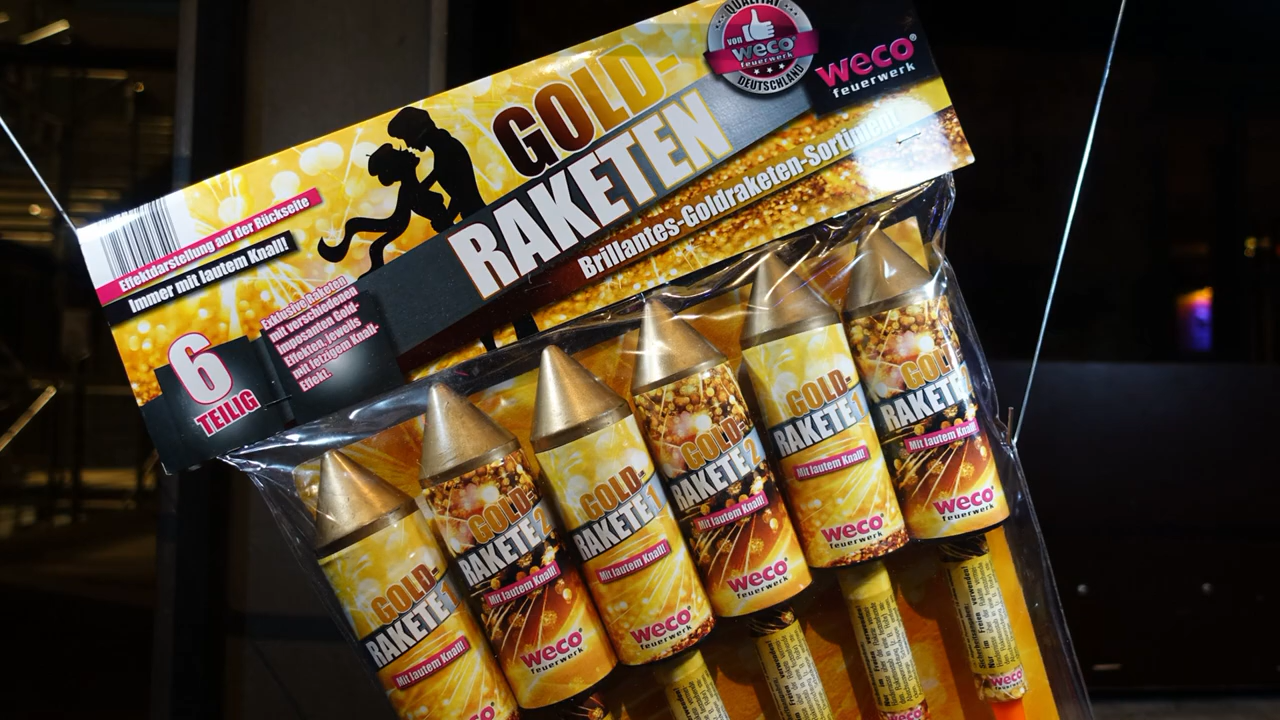 QUALITÄT
von weco®
feuerwerk
DEUTSCHLAND
weco®
feuerwerk
GOLD-
RAKETEN
Brillantes-Goldraketen-Sortiment
Effektdarstellung auf der Rückseite
Immer mit lautem Knall!
6
TEILIG
Exklusive Raketen
mit verschiedenen
Imposanten Gold-
Effekten, jeweils
mit fetzigem Knall-
Effekt.
GOLD-
RAKETE 1
Mit lautem Knall!
weco
GOLD-
RAKETE 2
Mit lautem Knall!
weco®
feuerwerk
GOLD-
RAKETE 1
Mit lautem Knall!
weco®
feuerwerk
GOLD-
RAKETE 2
Mit lautem Knall!
weco®
feuerwerk
GOLD-
RAKETE 1
Mit lautem Knall!
weco®
feuerwerk
GOLD-
RAKETE
Mit lautem Knall!
weco®
feuerwerk
weco
weco
feuerwerk